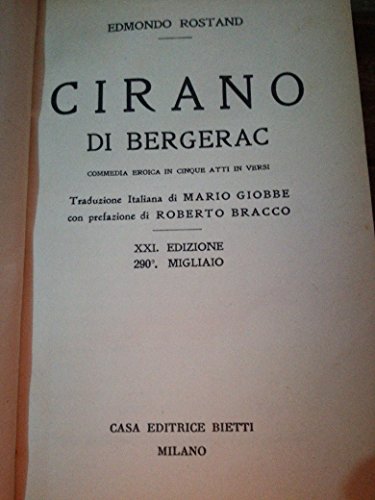 EDMONDO ROSTAND
CIRANO
DI BERGERAC
COMMEDIA EROICA IN CINQUE ATTI IN VERSI
Traduzione Italiana di MARIO GIOBBE
con prefazione di ROBERTO BRACCO
XXI. EDIZIONE
290°. MIGLIAIO
CASA EDITRICE BIETTI
MILANO